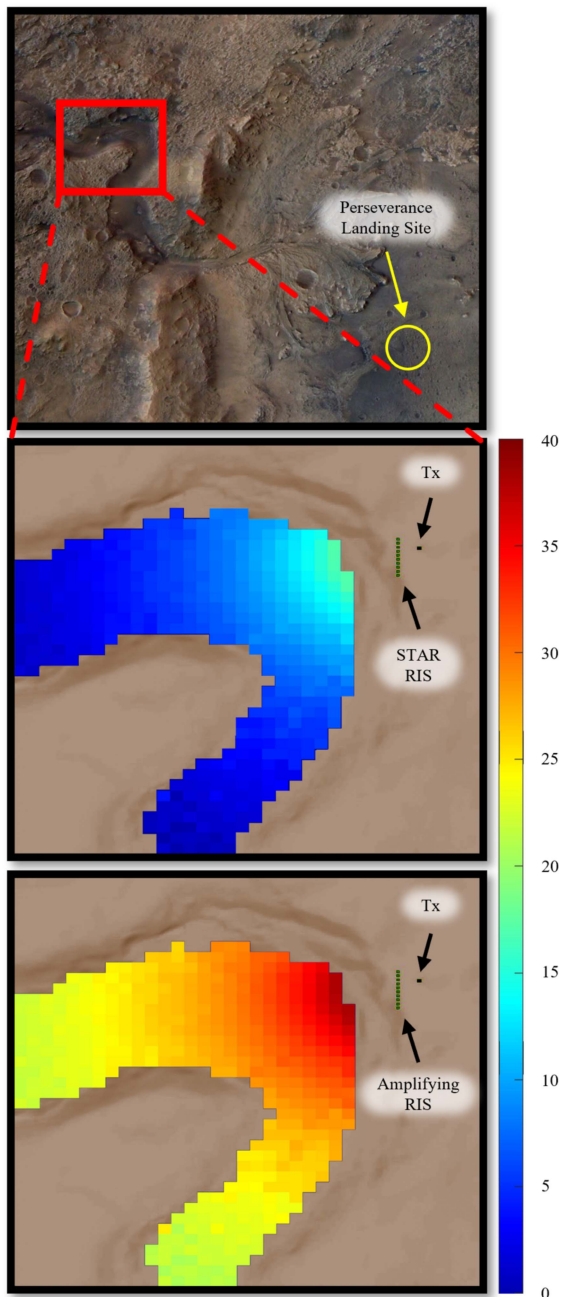 Perseverance
Landing Site
40
Tx
35
STAR
RIS
30
25
20
15
Tx
10
Amplifying
RIS
5
0